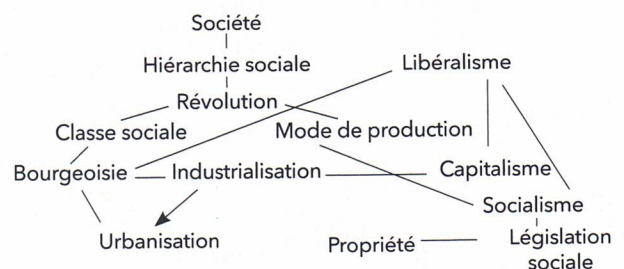 Société
Hiérarchie sociale
Libéralisme
Révolution
Classe sociale
Mode de production
Bourgeoisie
Industrialisation
Capitalisme
Socialisme
Urbanisation
Propriété
Législation
sociale